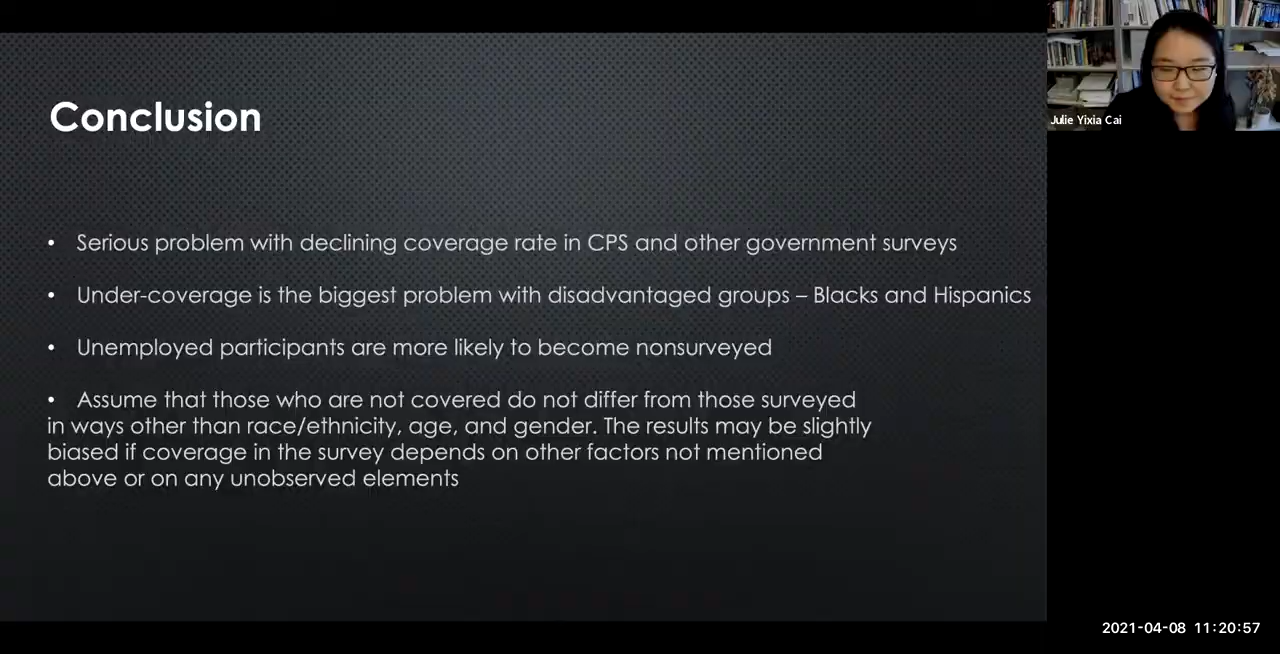 Conclusion
• Serious problem with declining coverage rate in CPS and other government surveys
• Under-coverage is the biggest problem with disadvantaged groups – Blacks and Hispanics
• Unemployed participants are more likely to become nonsurveyed
• Assume that those who are not covered do not differ from those surveyed
in ways other than race/ethnicity, age, and gender. The results may be slightly
biased if coverage in the survey depends on other factors not mentioned
above or on any unobserved elements
Julie Yixia Cai
2021-04-08 11:20:57